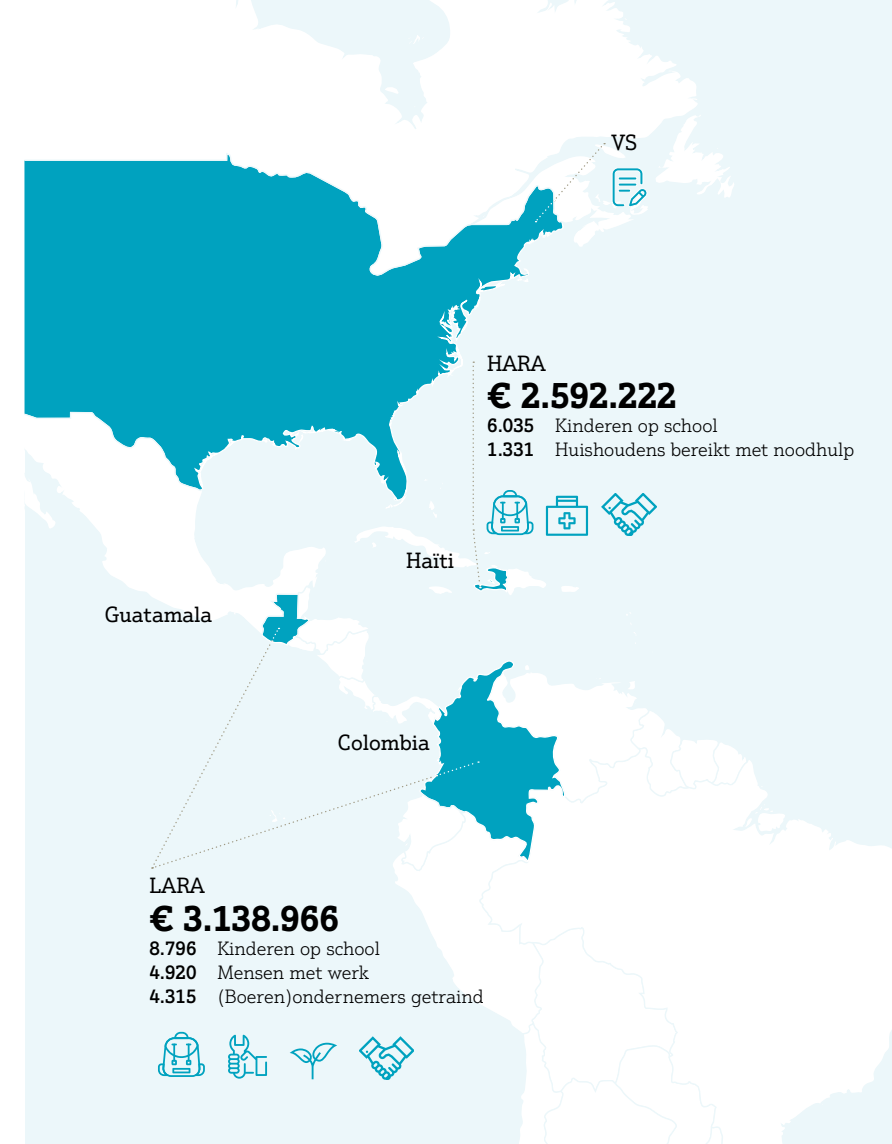 VS
HARA
€ 2.592.222
6.035 Kinderen op school
1.331 Huishoudens bereikt met noodhulp
Haïti
Guatamala
Colombia
LARA
€ 3.138.966
8.796 Kinderen op school
4.920 Mensen met werk
4.315 (Boeren)ondernemers getraind